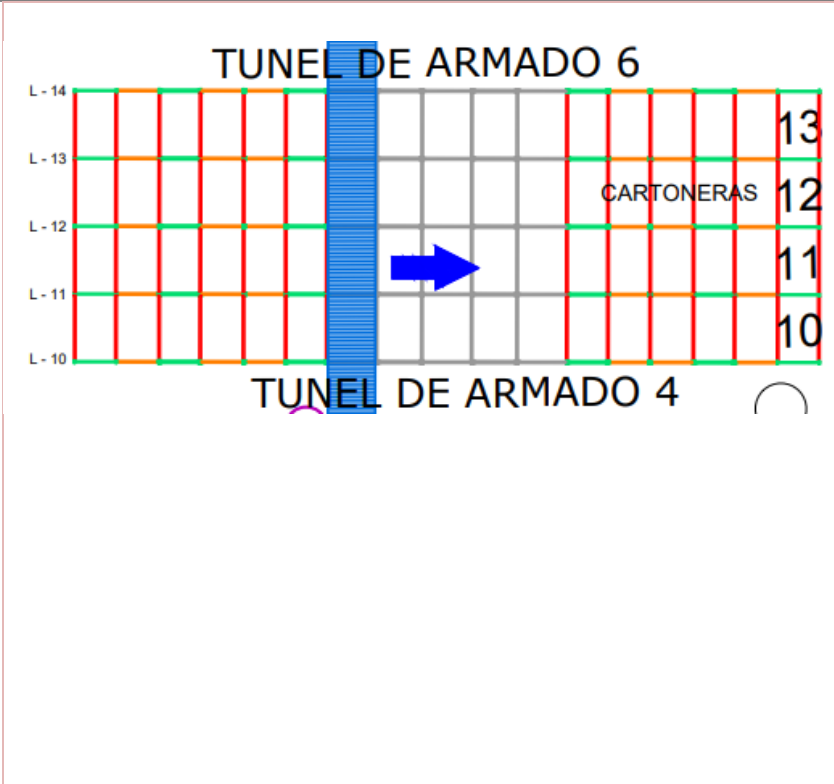 TUNEL DE ARMADO 6
L - 14
13
L - 13
CARTONERAS 12
L - 12
11
L - 11
10
L - 10
TUNEL DE ARMADO 4